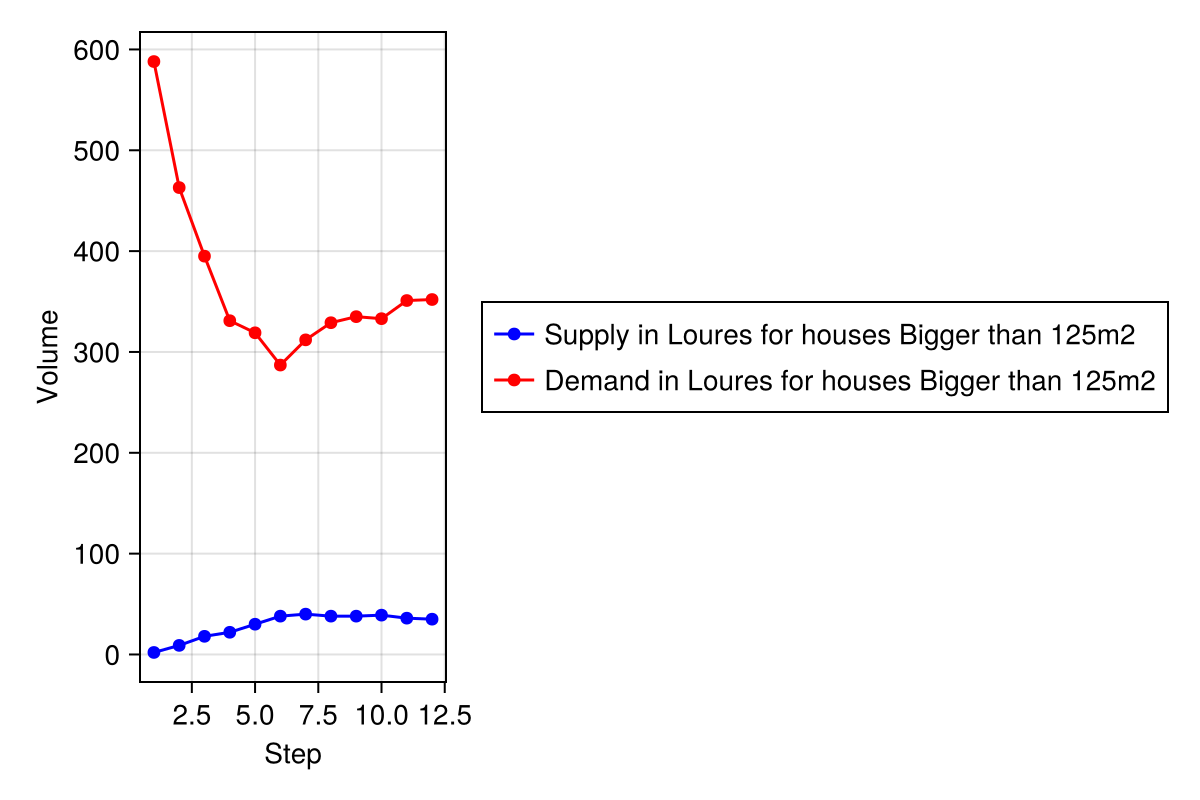 600
500
400
300
200
100
0
Volume
2.5 5.0 7.5 10.0 12.5
Step
Supply in Loures for houses Bigger than 125m2
Demand in Loures for houses Bigger than 125m2